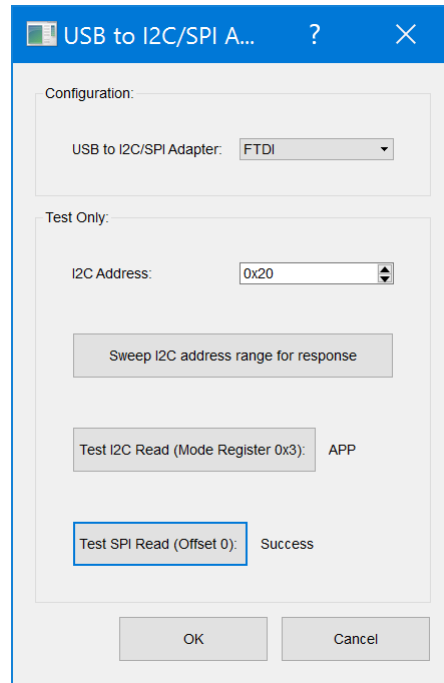 USB to I2C/SPI A... ?
Configuration:
USB to I2C/SPI Adapter: FTDI
Test Only:
I2C Address: 0x20
Sweep I2C address range for response
Test I2C Read (Mode Register 0x3): APP
Test SPI Read (Offset 0): Success
OK Cancel